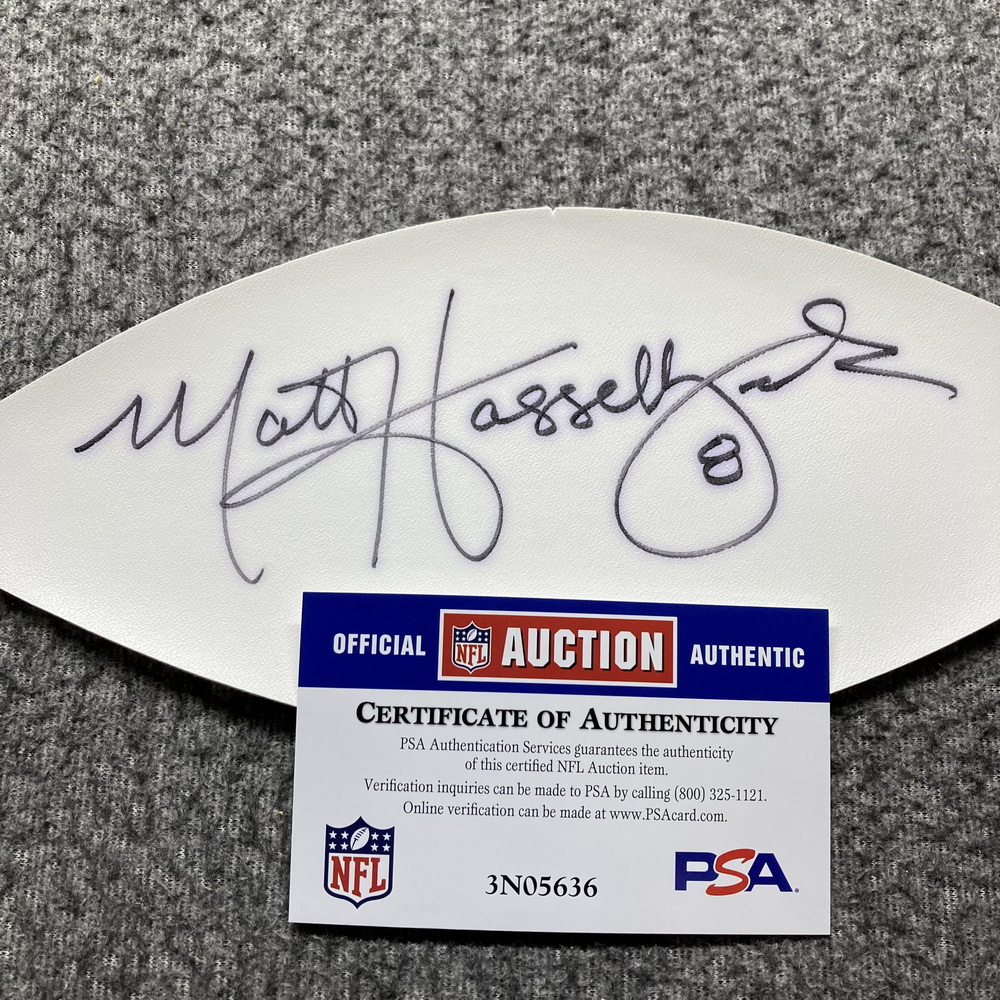 Matt Hasselbeck
8
OFFICIAL NFL AUCTION AUTHENTIC
CERTIFICATE OF AUTHENTICITY
PSA Authentication Services guarantees the authenticity
of this certified NFL Auction item.
Verification inquiries can be made to PSA by calling (800) 325-1121.
Online verification can be made at www.PSAcard.com.
NFL 3N05636 PSA